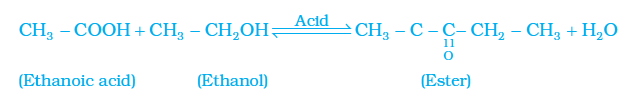 CH₃ – COOH + CH₃ – CH₂OH ⇌ Acid CH₃ – C – C – CH₂ – CH₃ + H₂O
||
O
(Ethanoic acid) (Ethanol) (Ester)